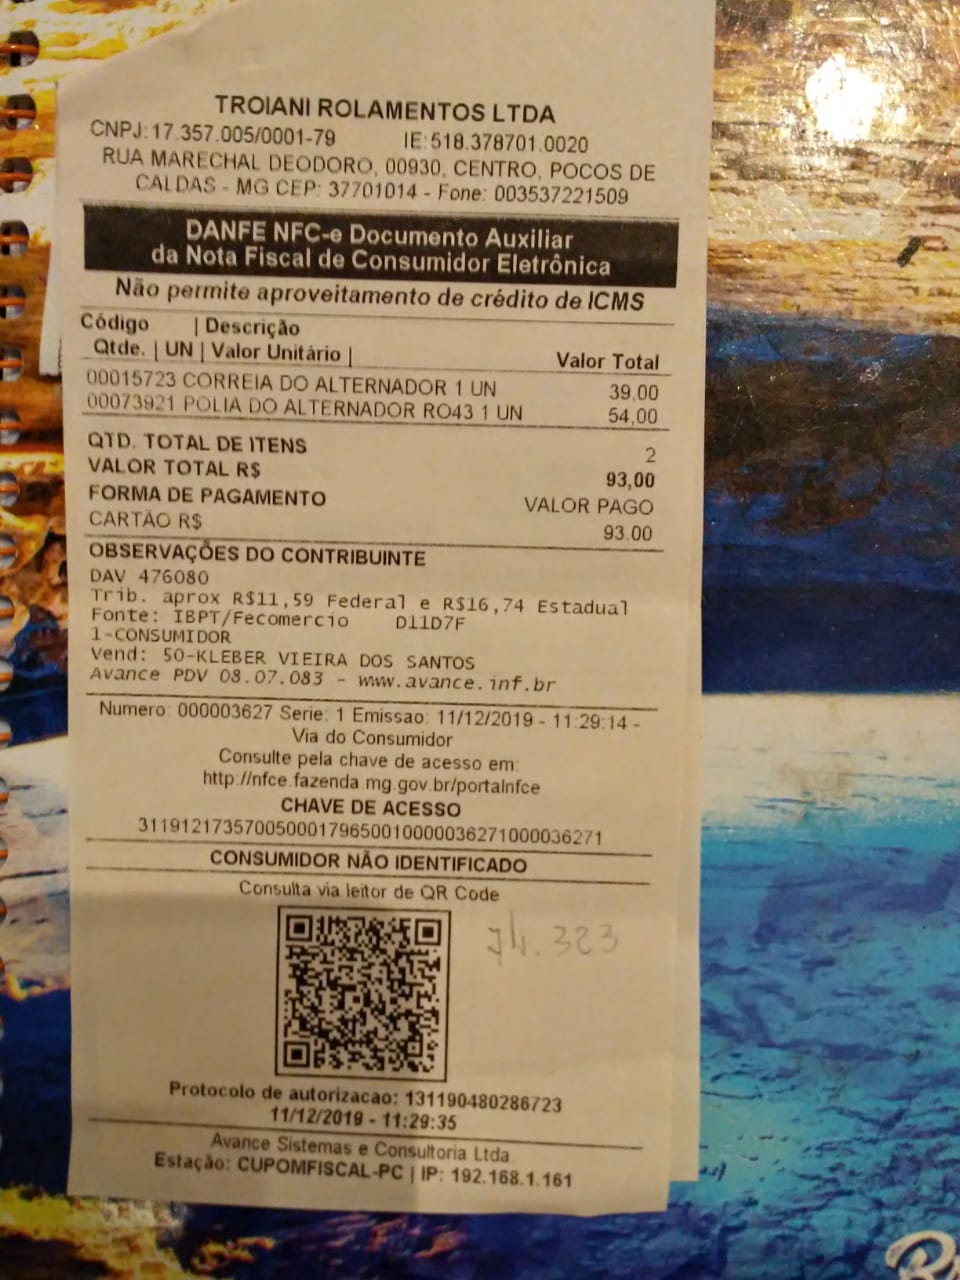 TROIANI ROLAMENTOS LTDA
CNPJ: 17.357.005/0001-79 IE: 518.378701.0020
RUA MARECHAL DEODORO, 00930, CENTRO, POCOS DE
CALDAS - MG CEP: 37701014 - Fone: 003537221509
DANFE NFC-e Documento Auxiliar
da Nota Fiscal de Consumidor Eletrônica
Não permite aproveitamento de crédito de ICMS
Código | Descrição
Qtde. | UN | Valor Unitário | Valor Total
00015723 CORREIA DO ALTERNADOR 1 UN 39,00
00073921 POLIA DO ALTERNADOR RO43 1 UN 54,00
QTD. TOTAL DE ITENS 2
VALOR TOTAL R$ 93,00
FORMA DE PAGAMENTO VALOR PAGO
CARTÃO R$ 93.00
OBSERVAÇÕES DO CONTRIBUINTE
DAV 476080
Trib. aprox R$11,59 Federal e R$16,74 Estadual
Fonte: IBPT/Fecomercio D11D7F
1-CONSUMIDOR
Vend: 50-KLEBER VIEIRA DOS SANTOS
Avance PDV 08.07.083 - www.avance.inf.br
Numero: 000003627 Serie: 1 Emissao: 11/12/2019 - 11:29:14 -
Via do Consumidor
Consulte pela chave de acesso em:
http://nfce.fazenda.mg.gov.br/portalnfce
CHAVE DE ACESSO
31191217357005000179650010000036271000036271
CONSUMIDOR NÃO IDENTIFICADO
Consulta via leitor de QR Code
74.323
Protocolo de autorizacao: 131190480286723
11/12/2019 - 11:29:35
Avance Sistemas e Consultoria Ltda.
Estação: CUPOMFISCAL-PC | IP: 192.168.1.161